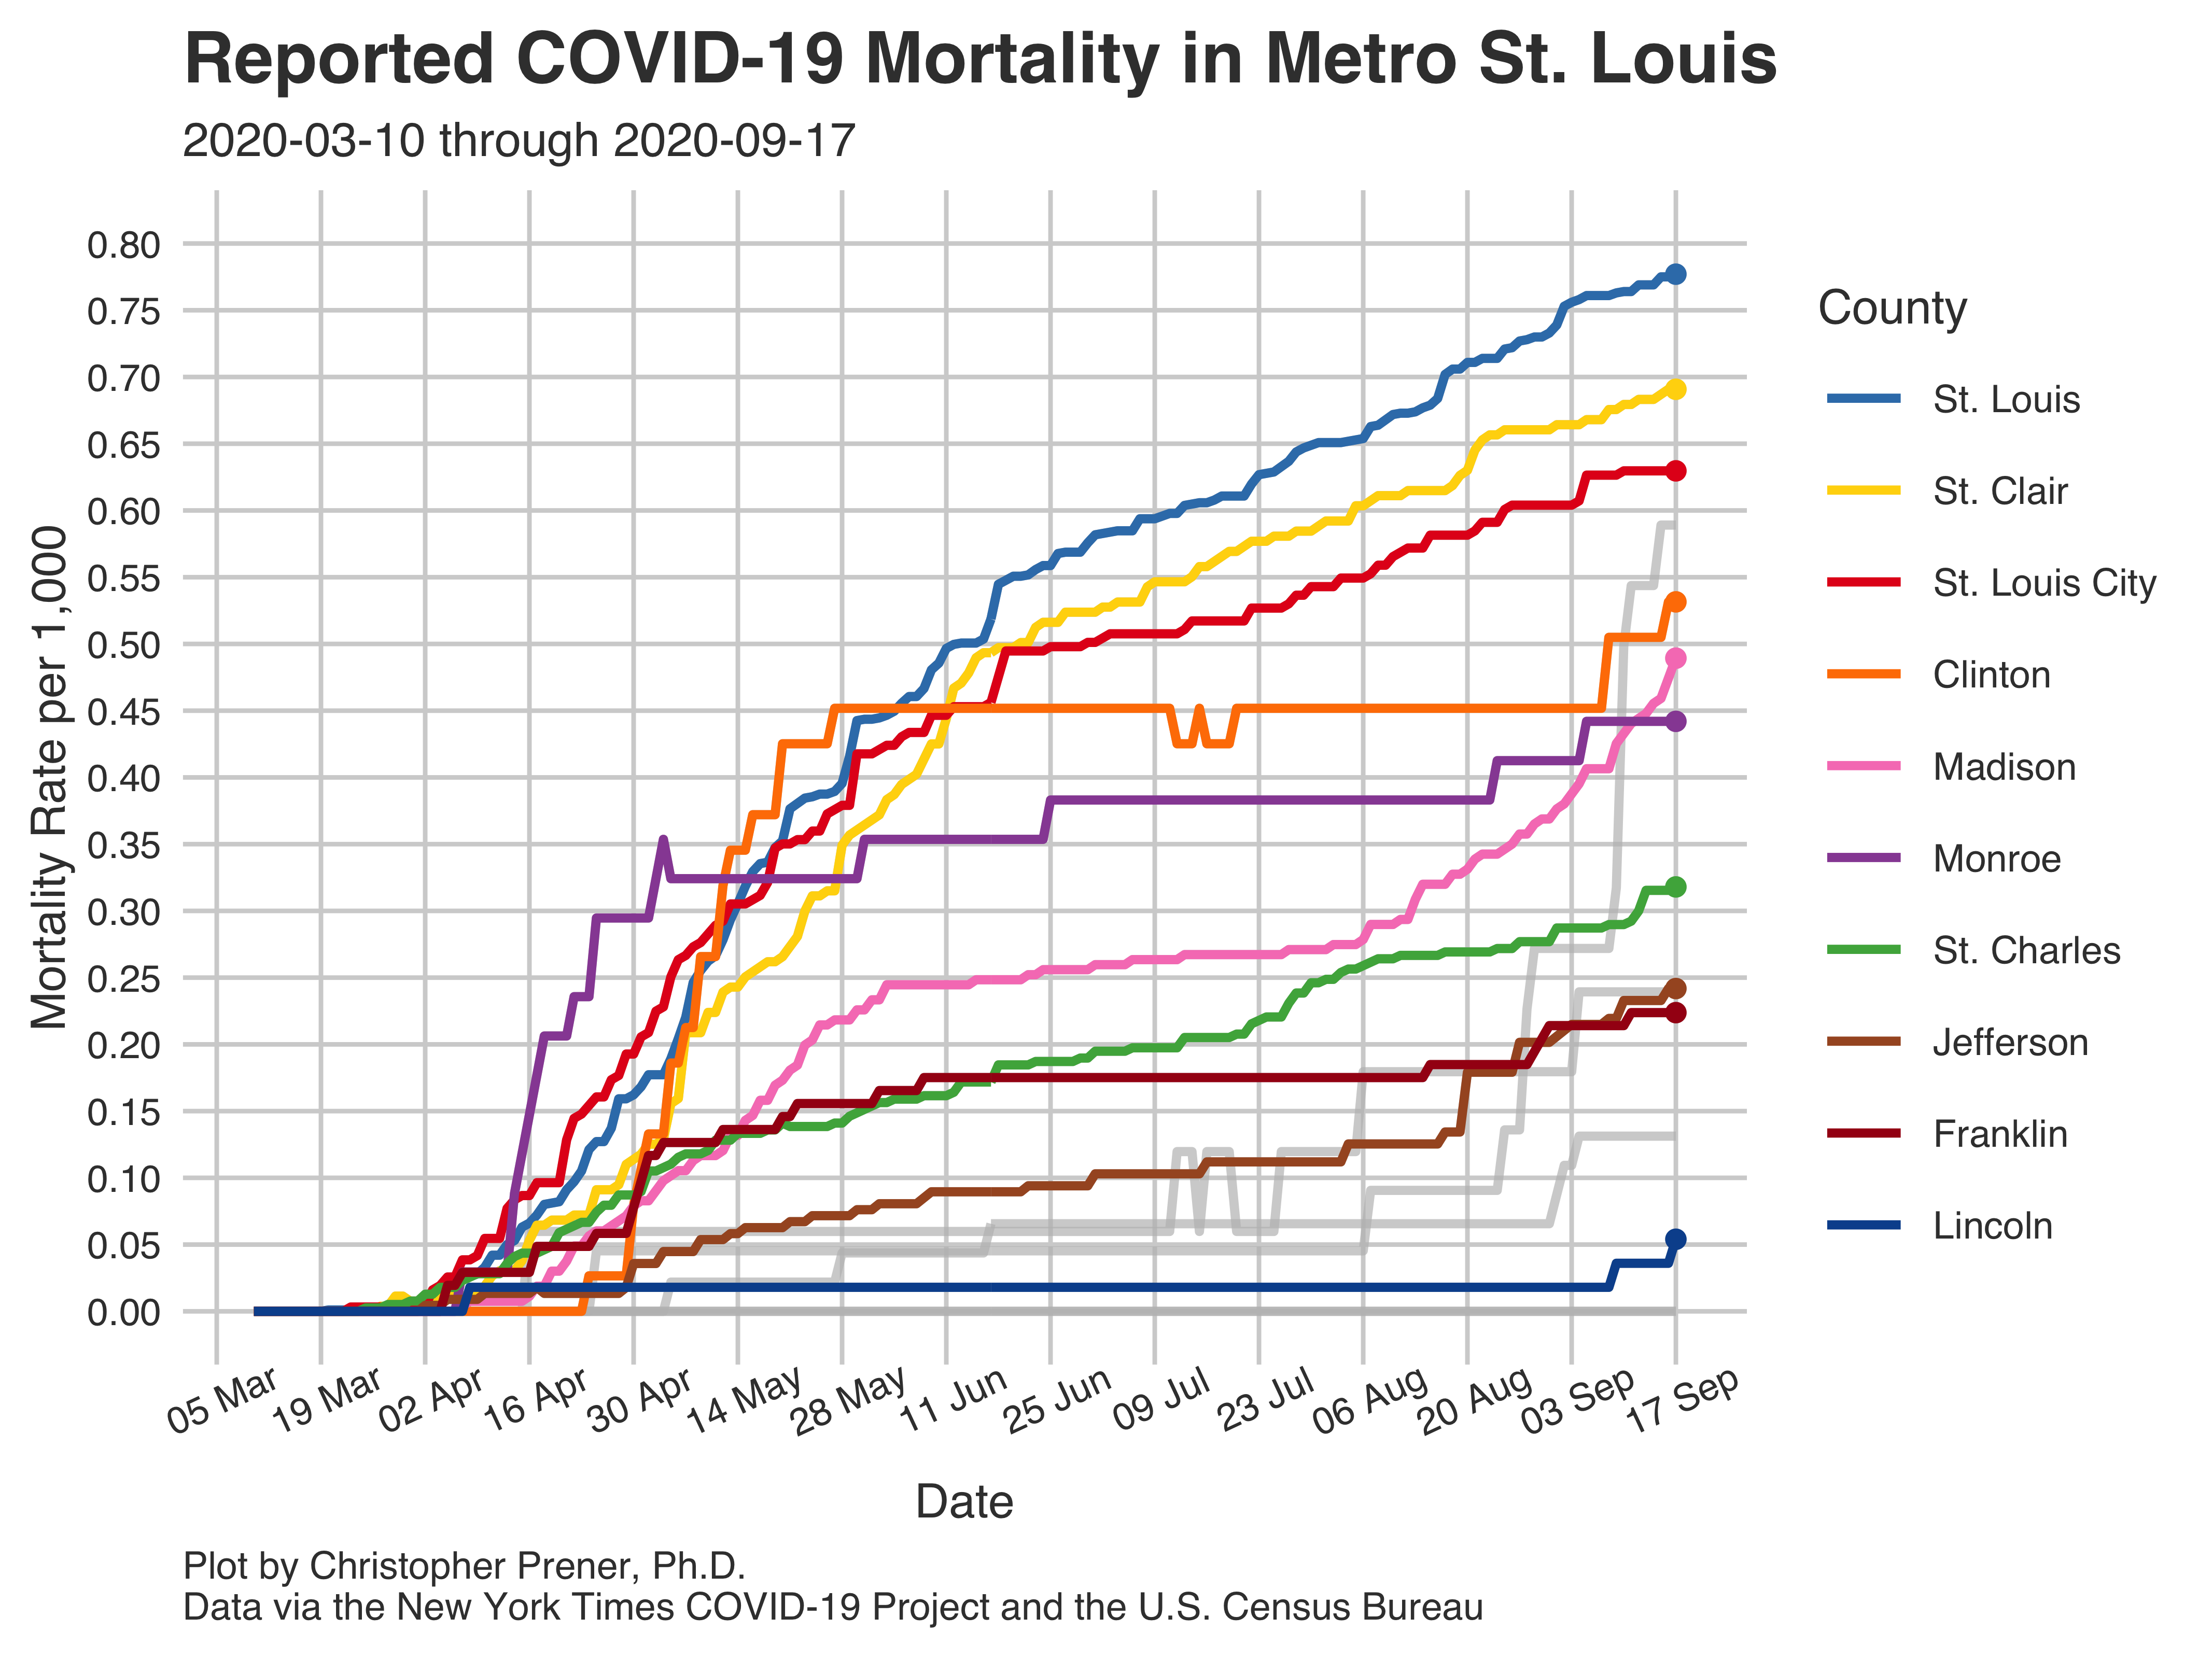 Reported COVID-19 Mortality in Metro St. Louis
2020-03-10 through 2020-09-17
Mortality Rate per 1,000
0.80
0.75
0.70
0.65
0.60
0.55
0.50
0.45
0.40
0.35
0.30
0.25
0.20
0.15
0.10
0.05
0.00
05 Mar
19 Mar
02 Apr
16 Apr
30 Apr
14 May
28 May
11 Jun
25 Jun
09 Jul
23 Jul
06 Aug
20 Aug
03 Sep
17 Sep
Date
County
St. Louis
St. Clair
St. Louis City
Clinton
Madison
Monroe
St. Charles
Jefferson
Franklin
Lincoln
Plot by Christopher Prener, Ph.D.
Data via the New York Times COVID-19 Project and the U.S. Census Bureau